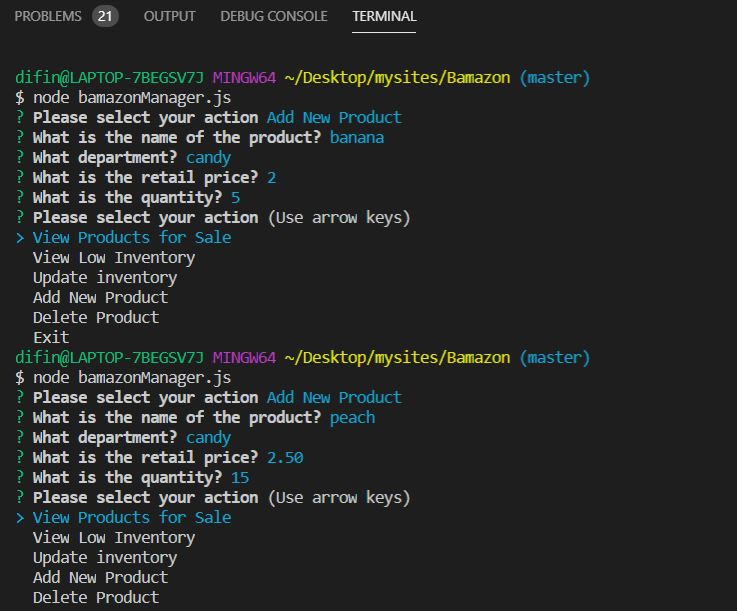 PROBLEMS 21 OUTPUT DEBUG CONSOLE TERMINAL
difin@LAPTOP-7BEGSV7J MINGW64 ~/Desktop/mysites/Bamazon (master)
$ node bamazonManager.js
? Please select your action Add New Product
? What is the name of the product? banana
? What department? candy
? What is the retail price? 2
? What is the quantity? 5
? Please select your action (Use arrow keys)
> View Products for Sale
  View Low Inventory
  Update inventory
  Add New Product
  Delete Product
  Exit
difin@LAPTOP-7BEGSV7J MINGW64 ~/Desktop/mysites/Bamazon (master)
$ node bamazonManager.js
? Please select your action Add New Product
? What is the name of the product? peach
? What department? candy
? What is the retail price? 2.50
? What is the quantity? 15
? Please select your action (Use arrow keys)
> View Products for Sale
  View Low Inventory
  Update inventory
  Add New Product
  Delete Product